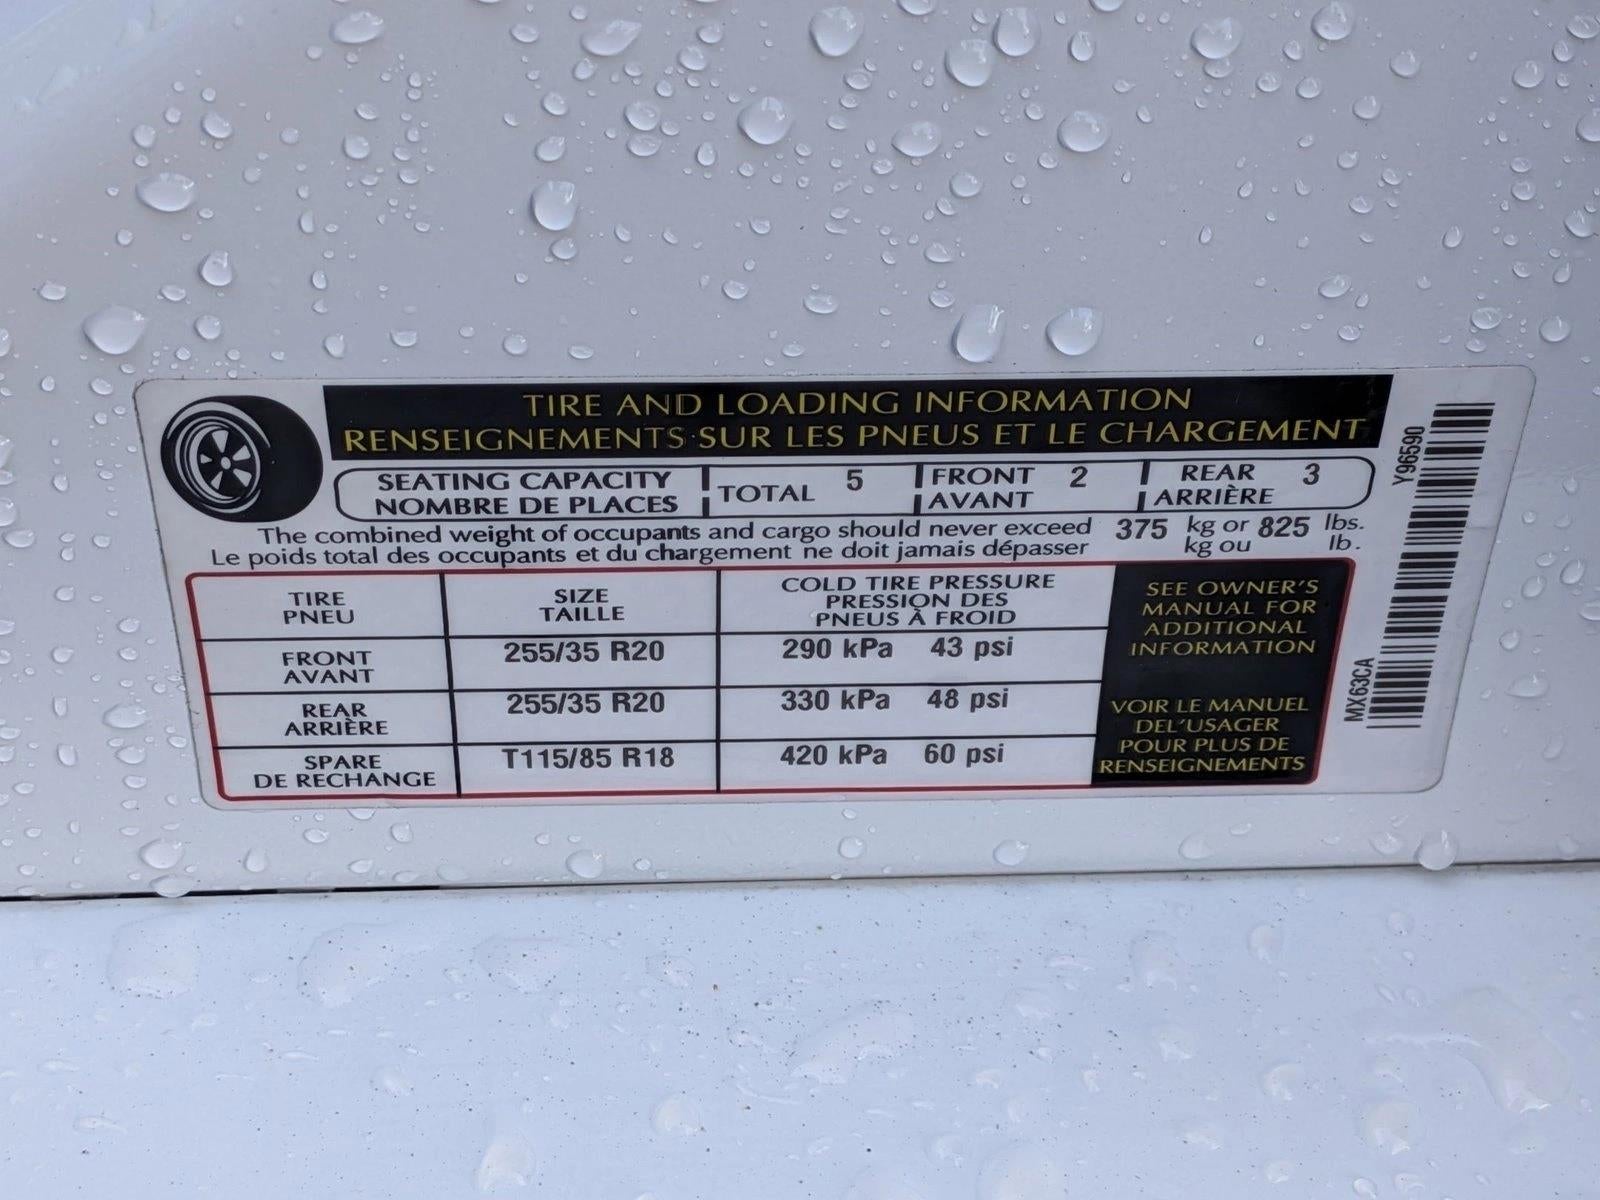 TIRE AND LOADING INFORMATION
RENSEIGNEMENTS SUR LES PNEUS ET LE CHARGEMENT
SEATING CAPACITY
NOMBRE DE PLACES
TOTAL 5
FRONT 2
AVANT
REAR 3
ARRIÈRE
The combined weight of occupants and cargo should never exceed 375 kg or 825 lbs.
Le poids total des occupants et du chargement ne doit jamais dépasser kg ou lb.
TIRE
PNEU
SIZE
TAILLE
COLD TIRE PRESSURE
PRESSION DES
PNEUS À FROID
FRONT
AVANT
255/35 R20
290 kPa 43 psi
REAR
ARRIÈRE
255/35 R20
330 kPa 48 psi
SPARE
DE RECHANGE
T115/85 R18
420 kPa 60 psi
SEE OWNER'S
MANUAL FOR
ADDITIONAL
INFORMATION
VOIR LE MANUEL
DEL'USAGER
POUR PLUS DE
RENSEIGNEMENTS
MX63CA
Y96590